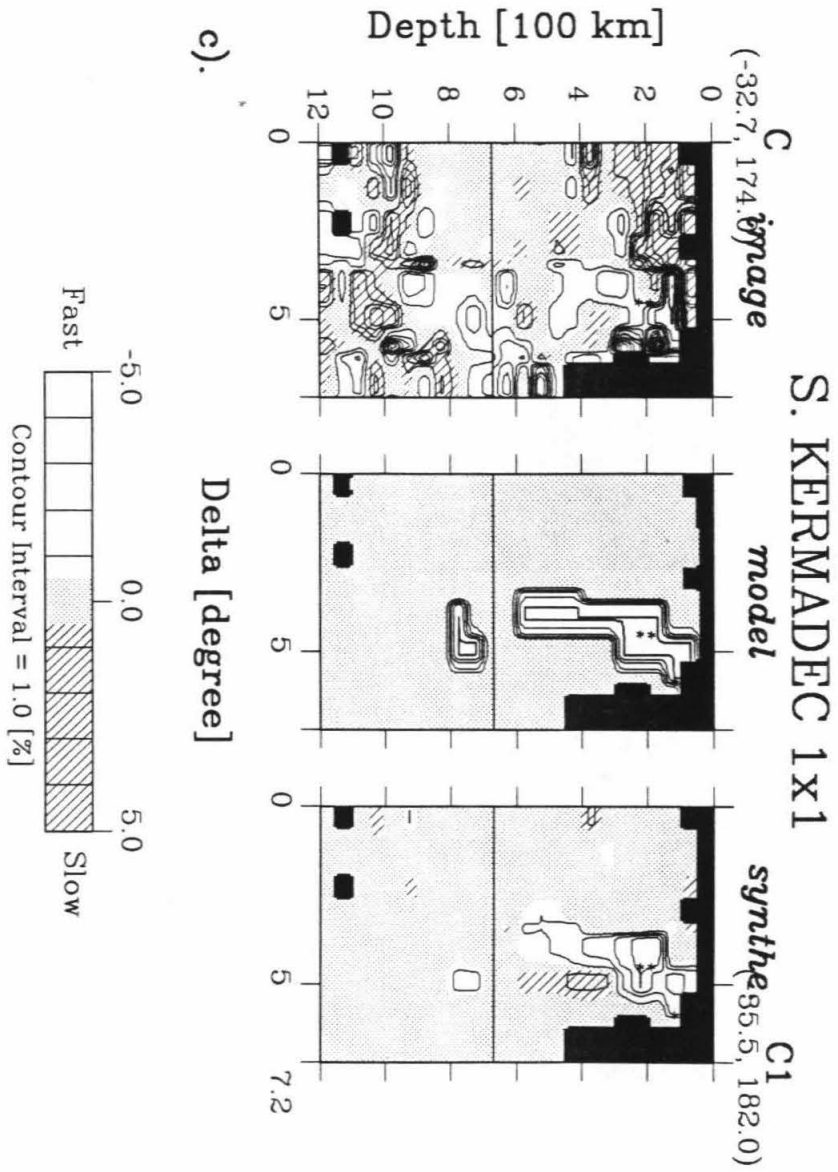 S. KERMADEC 1x1
C
C1
(-32.7, 174.0)
(-35.5, 182.0)
image
model
synthe
Depth [100 km]
0
2
4
6
8
10
12
0
5
0
5
0
5
7.2
Delta [degree]
c).
-5.0
0.0
5.0
Fast
Slow
Contour Interval = 1.0 [%]